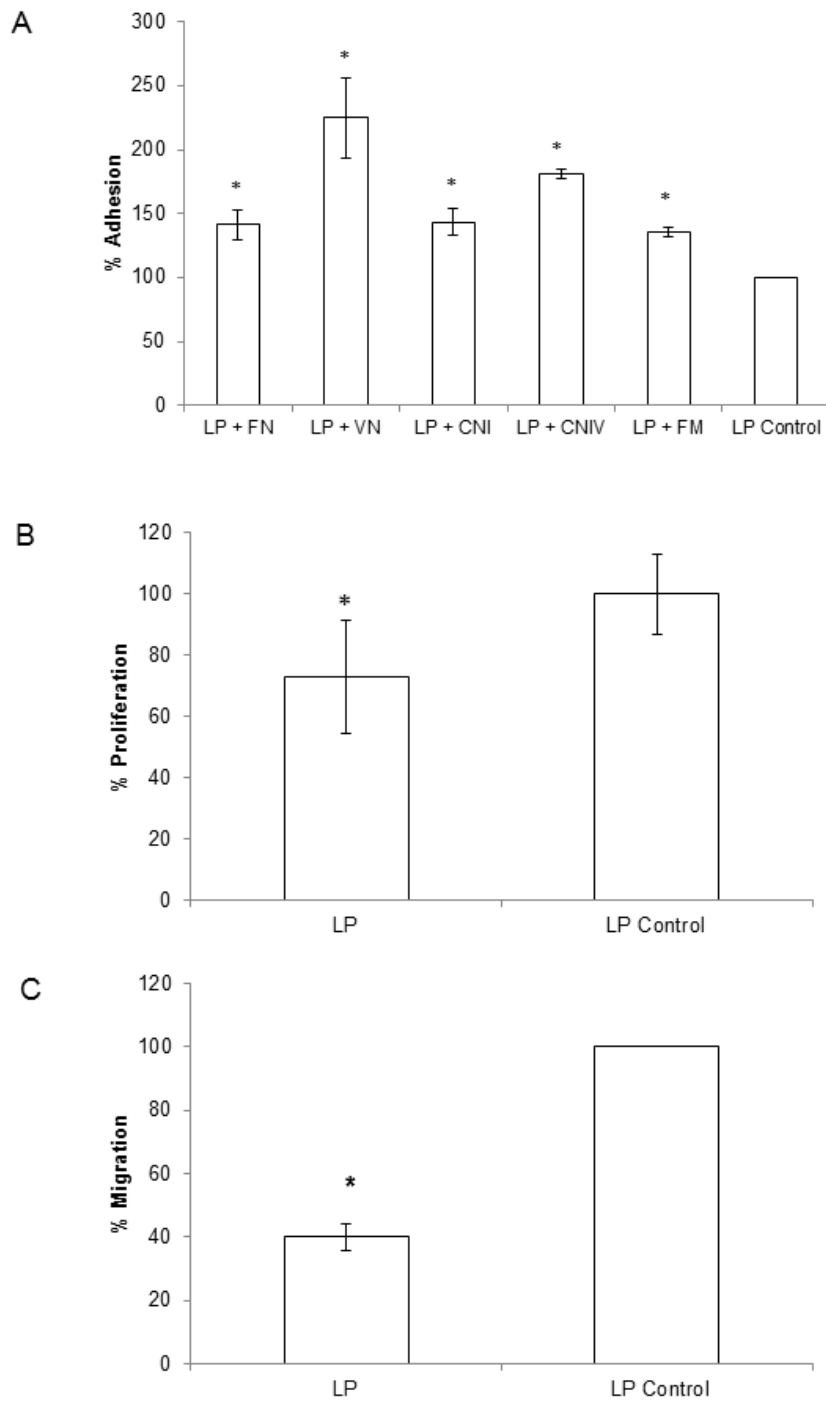 A
300
250
200
150
100
50
0
% Adhesion
* * * * *
LP + FN LP + VN LP + CNI LP + CNIV LP + FM LP Control
B
120
100
80
60
40
20
0
% Proliferation
*
LP LP Control
C
120
100
80
60
40
20
0
% Migration
*
LP LP Control